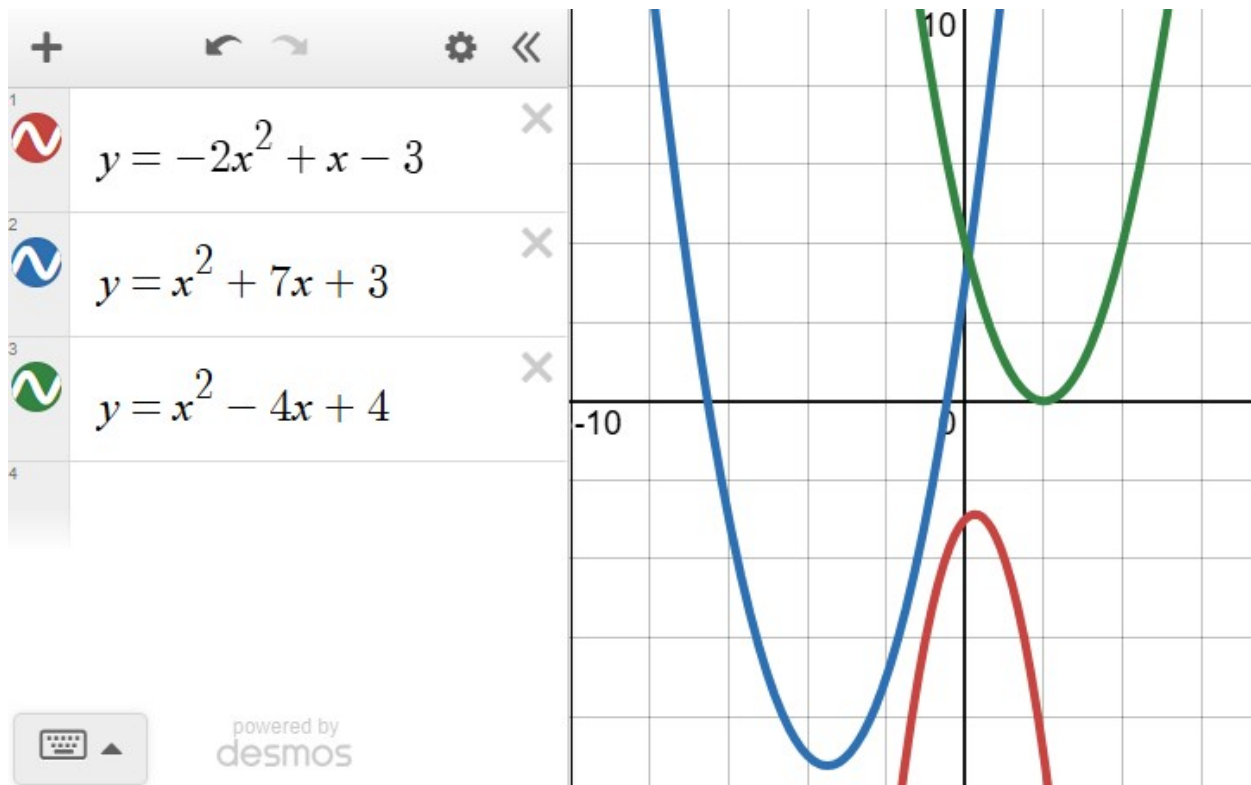 1
y = −2x² + x − 3
2
y = x² + 7x + 3
3
y = x² − 4x + 4
4
powered by
desmos
10
-10
0